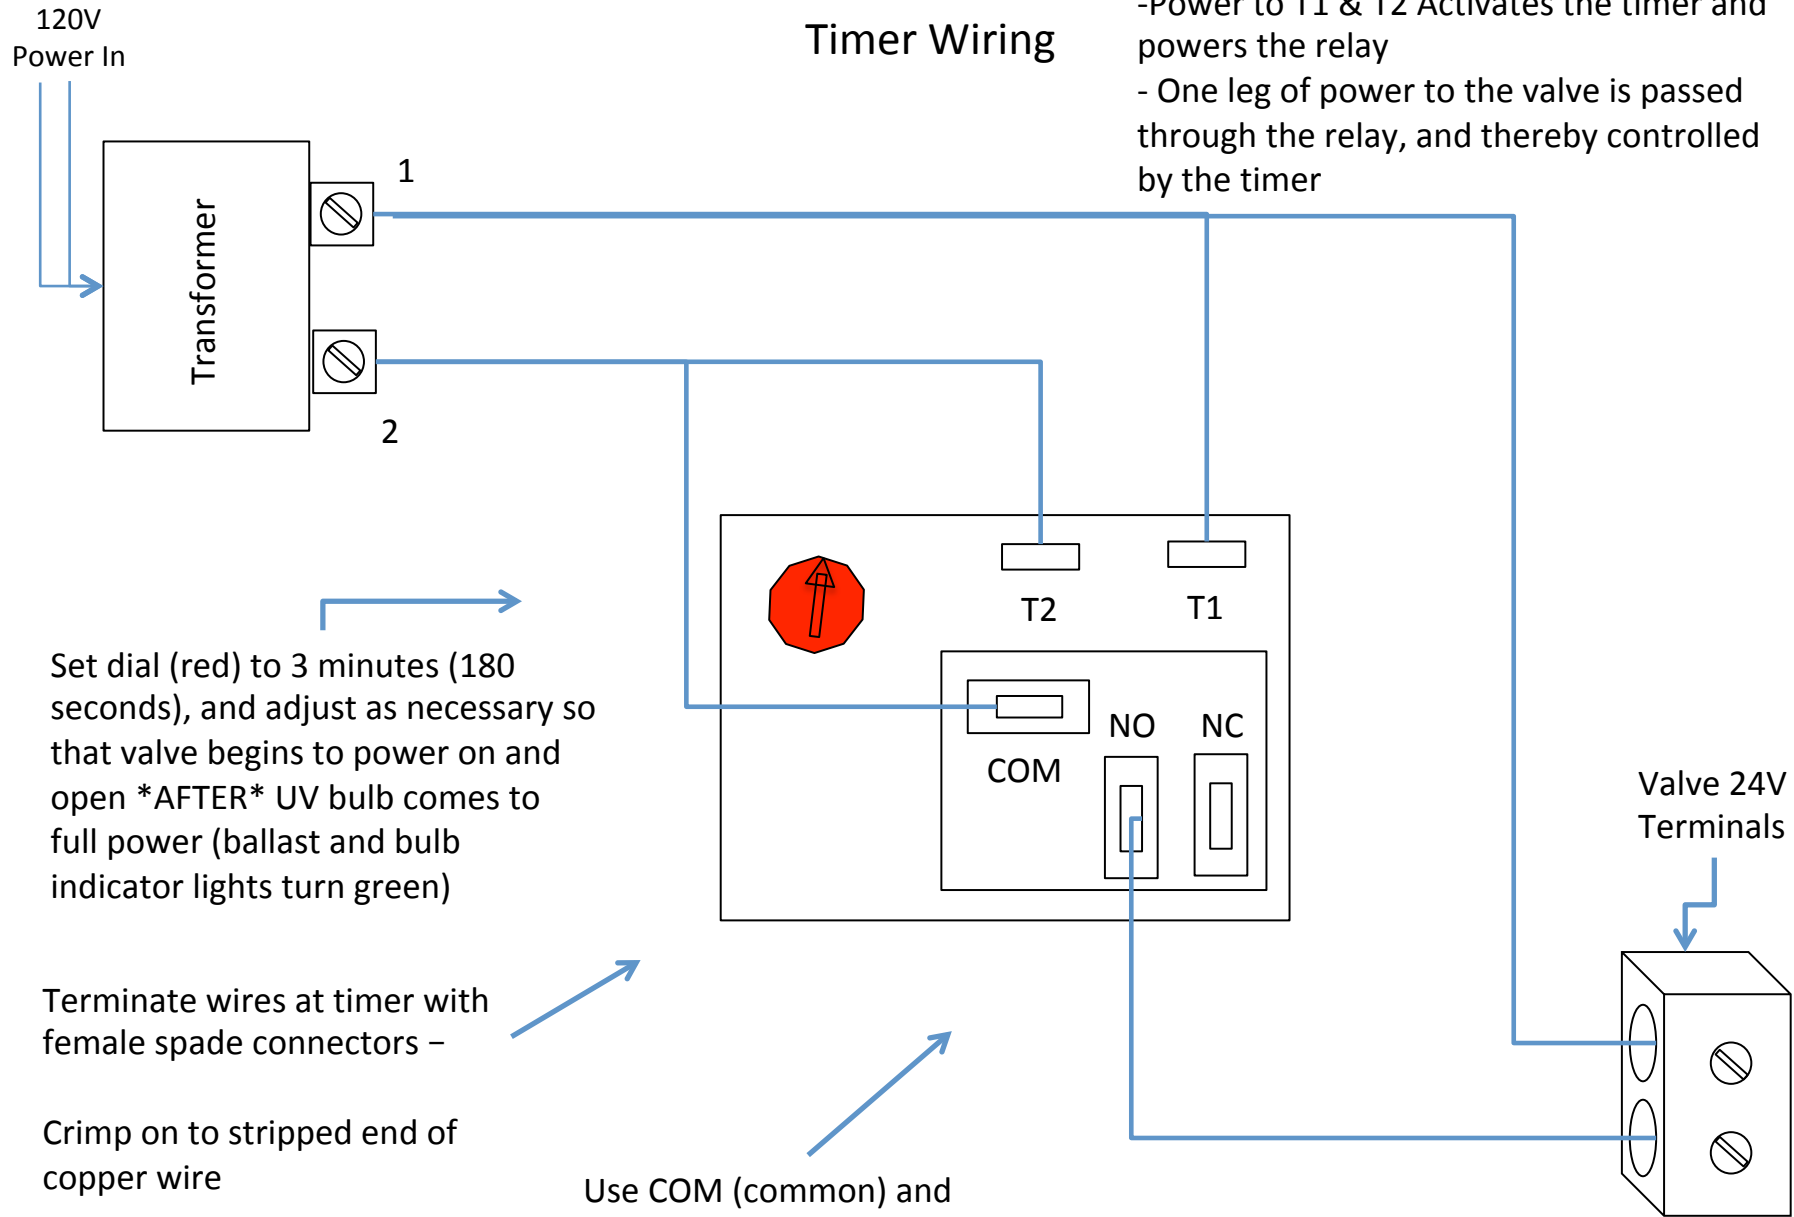 120V
Power In
Timer Wiring
-Power to T1 & T2 Activates the timer and
powers the relay
- One leg of power to the valve is passed
through the relay, and thereby controlled
by the timer
1
Transformer
2
T2
T1
COM
NO
NC
Set dial (red) to 3 minutes (180
seconds), and adjust as necessary so
that valve begins to power on and
open *AFTER* UV bulb comes to
full power (ballast and bulb
indicator lights turn green)
Valve 24V
Terminals
Terminate wires at timer with
female spade connectors –
Crimp on to stripped end of
copper wire
Use COM (common) and